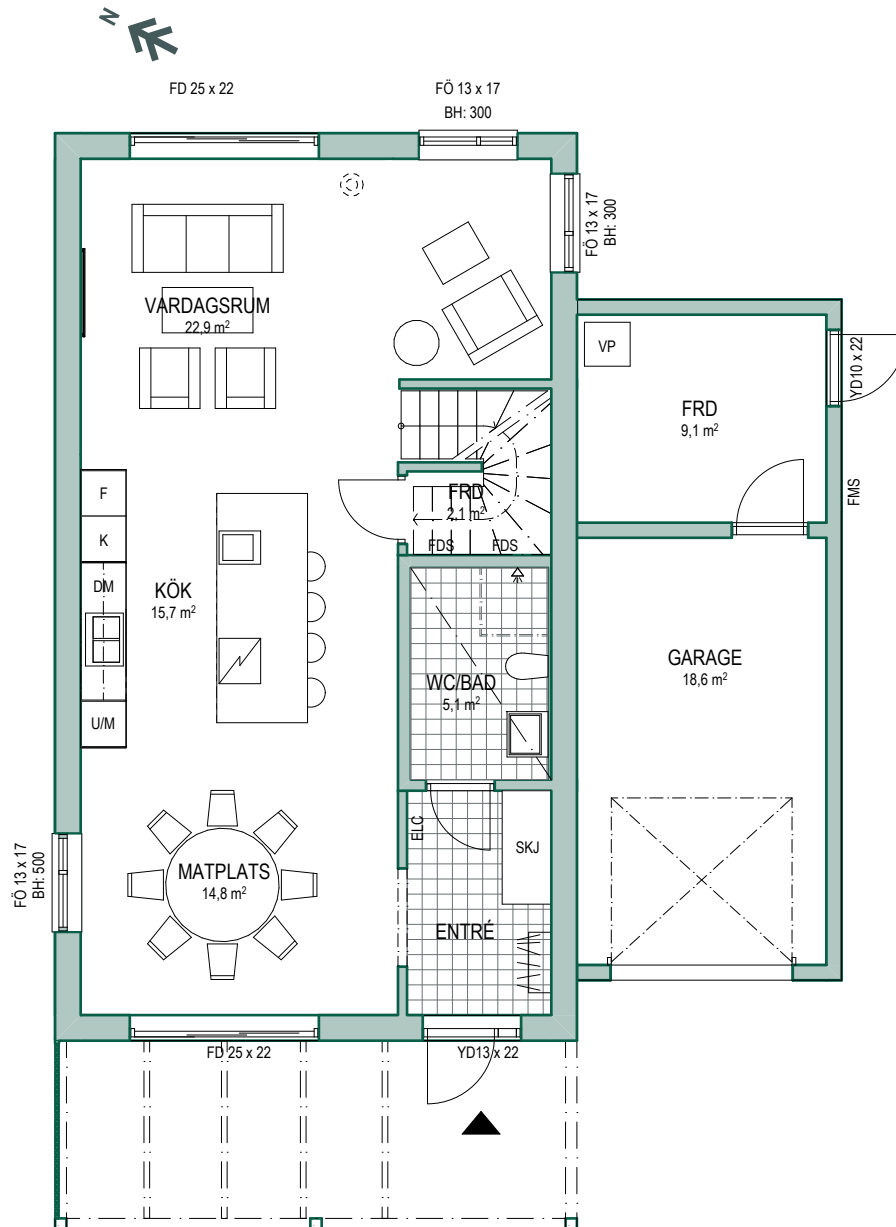 N
FD 25 x 22
FÖ 13 x 17
BH: 300
FÖ 13 x 17
BH: 300
VARDAGSRUM
22,9 m²
VP
YD10 x 22
FRD
9,1 m²
FMS
F
K
DM
U/M
KÖK
15,7 m²
FRD
2,1 m²
FDS
FDS
WC/BAD
5,1 m²
GARAGE
18,6 m²
ELC
SKJ
FÖ 13 x 17
BH: 500
MATPLATS
14,8 m²
ENTRÉ
FD 25 x 22
YD13 x 22